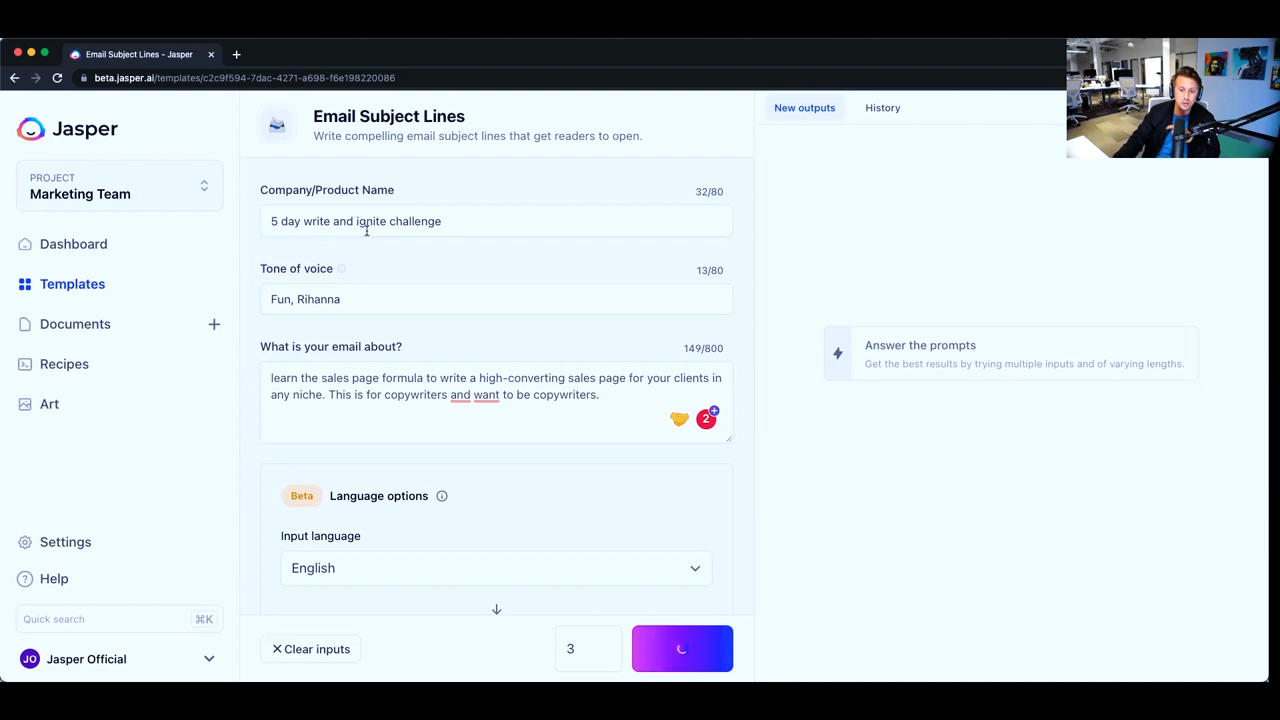 Email Subject Lines - Jasper
beta.jasper.ai/templates/c2c9f594-7dac-4271-a698-f6e198220086
Jasper
PROJECT
Marketing Team
Dashboard
Templates
Documents
Recipes
Art
Settings
Help
Quick search ⌘K
JO Jasper Official
Email Subject Lines
Write compelling email subject lines that get readers to open.
Company/Product Name 32/80
5 day write and ignite challenge
Tone of voice 13/80
Fun, Rihanna
What is your email about? 149/800
learn the sales page formula to write a high-converting sales page for your clients in
any niche. This is for copywriters and want to be copywriters.
2
Beta Language options
Input language
English
Clear inputs
3
New outputs History
Answer the prompts
Get the best results by trying multiple inputs and of varying lengths.